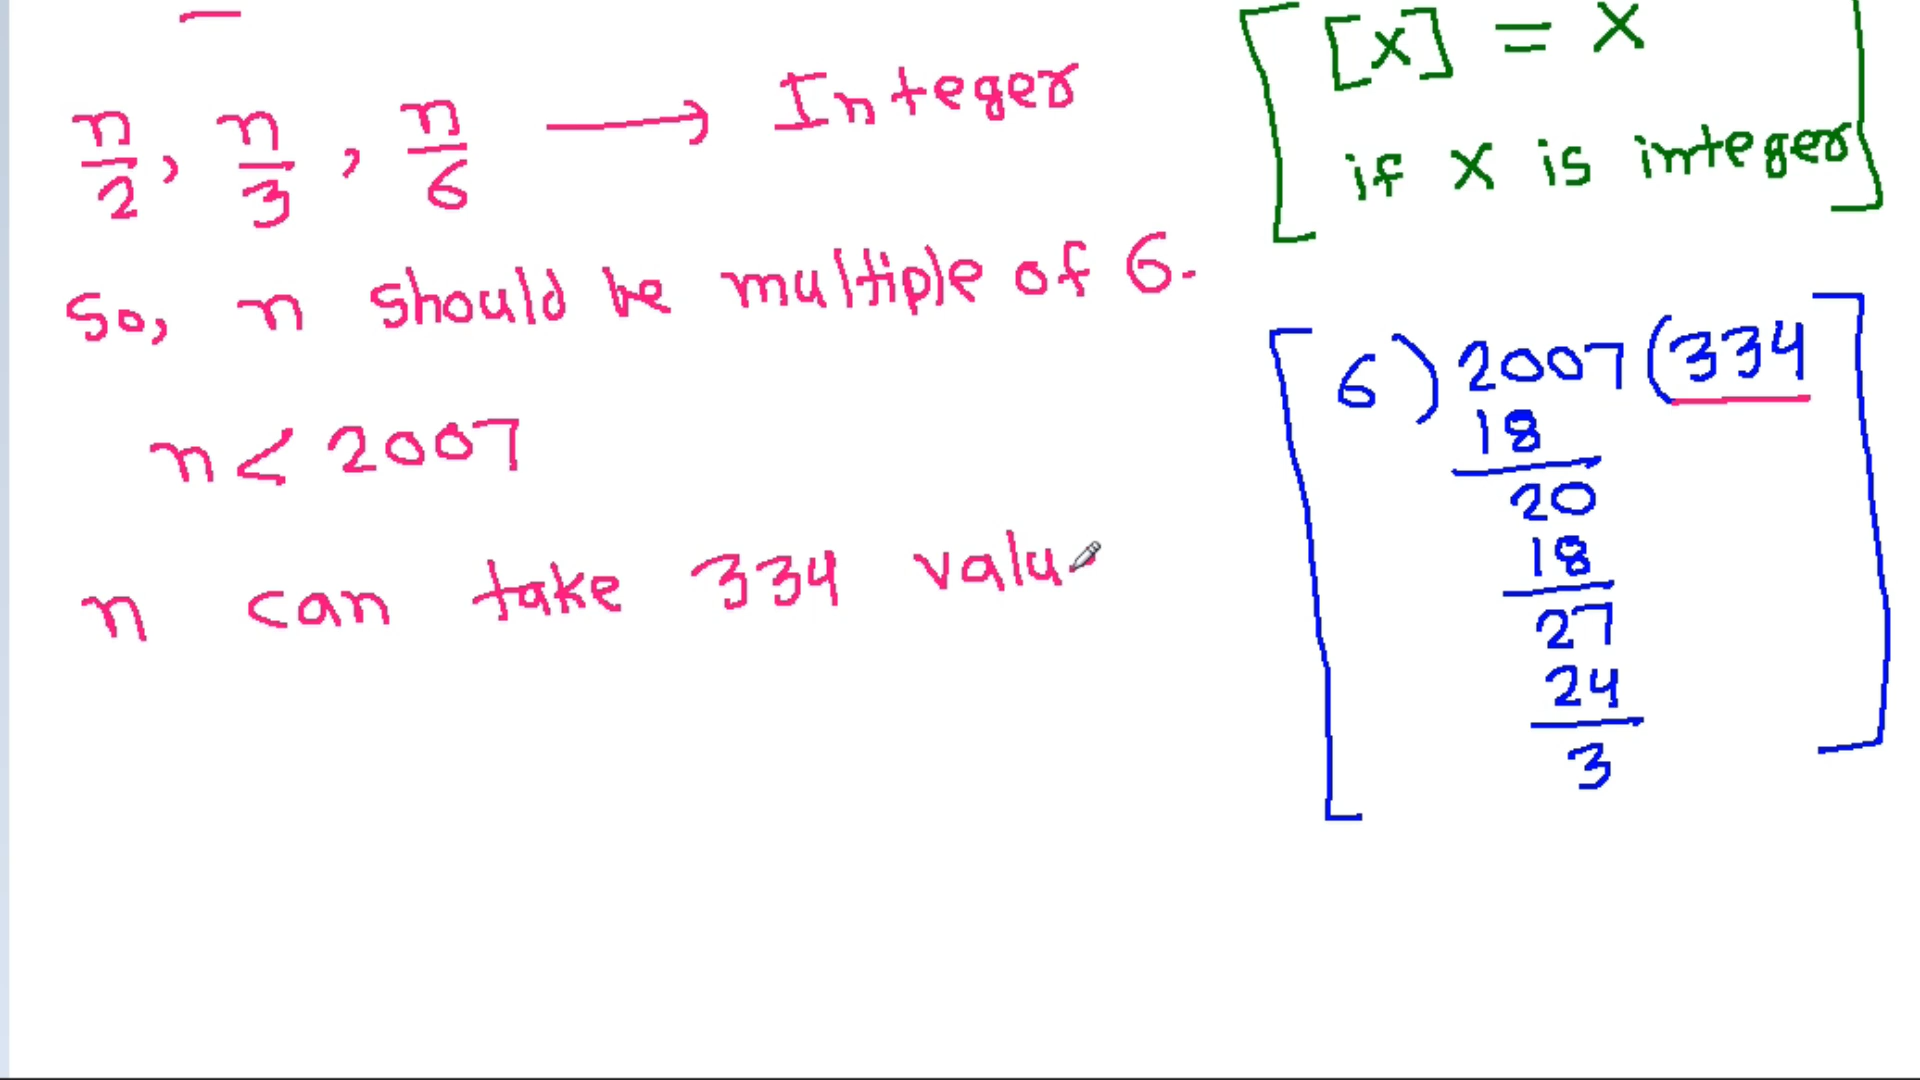 n/2, n/3, n/6 → Integer
So, n should be multiple of 6.
n < 2007
n can take 334 valu
[x] = x
if x is integer
6 ) 2007 ( 334
18
20
18
27
24
3